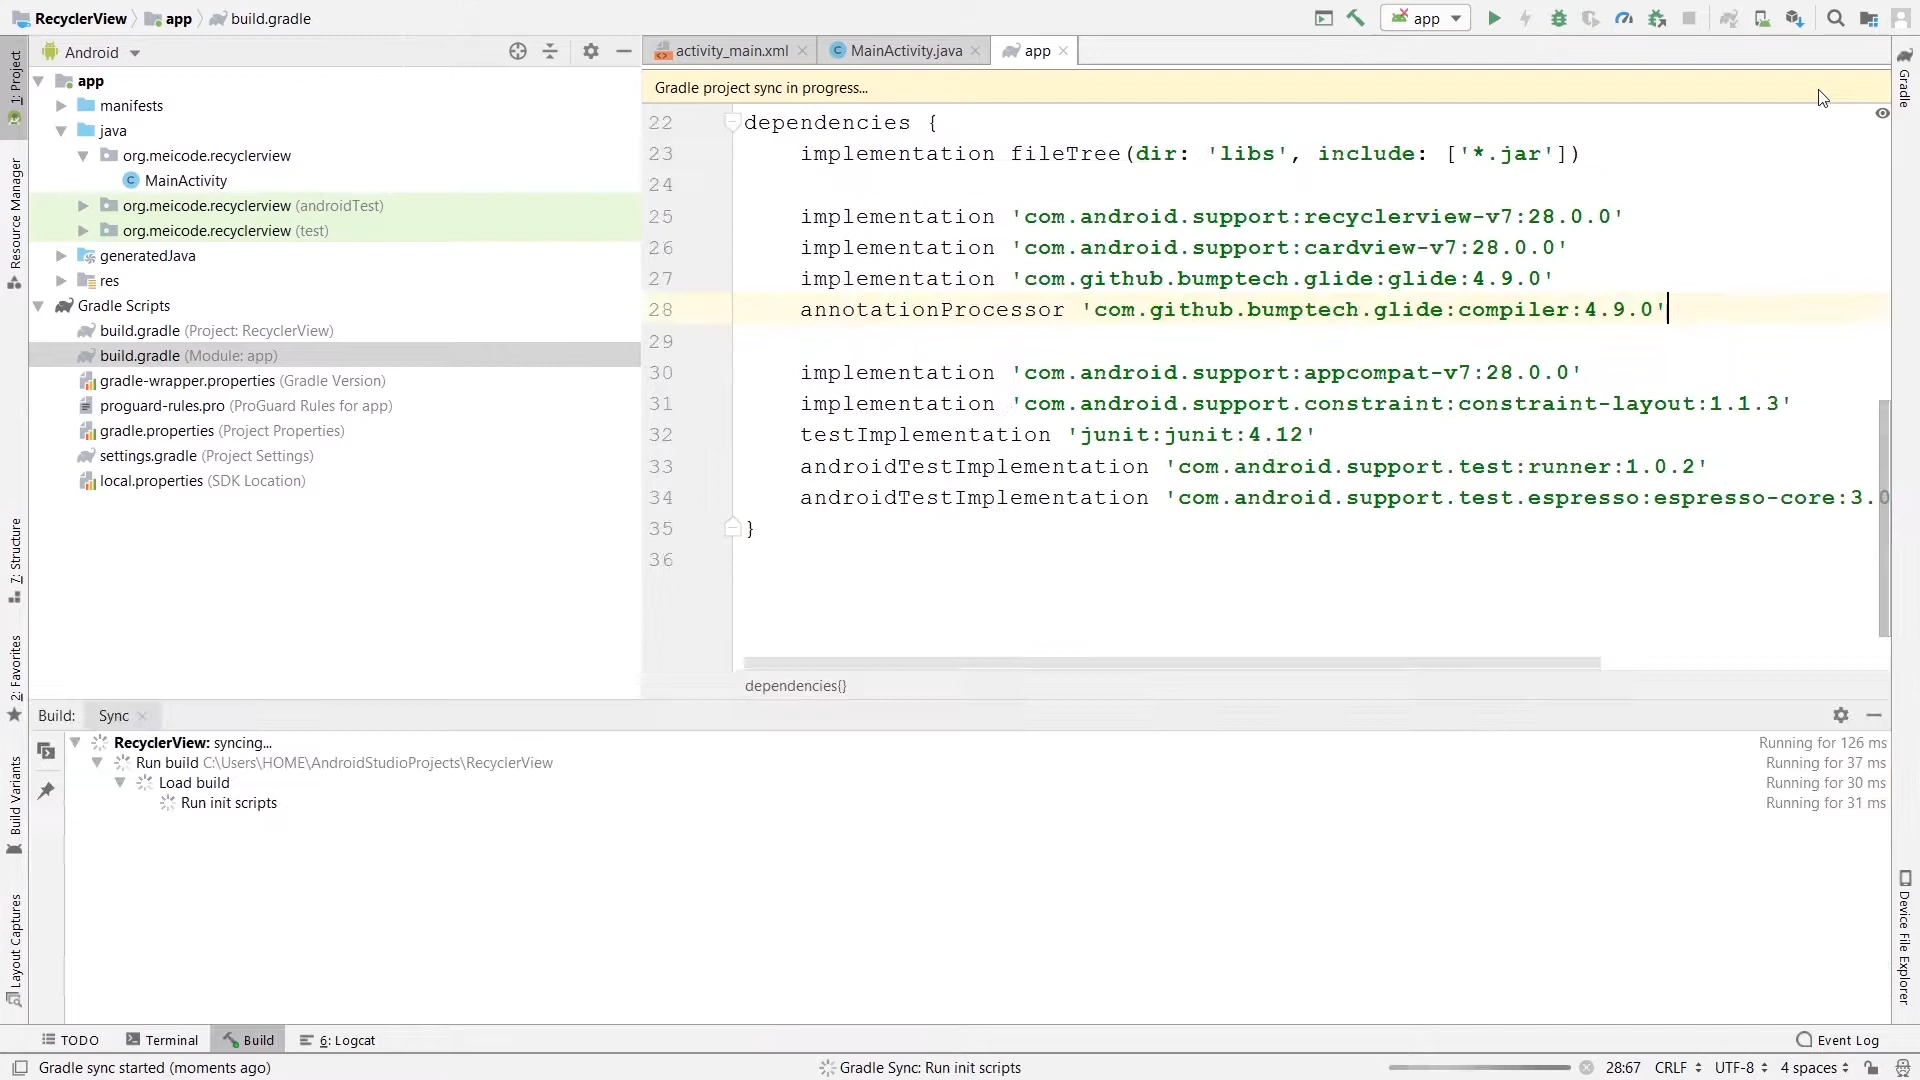 RecyclerView app build.gradle
app
Android
activity_main.xml MainActivity.java app
Gradle project sync in progress...
app
manifests
java
org.meicode.recyclerview
MainActivity
org.meicode.recyclerview (androidTest)
org.meicode.recyclerview (test)
generatedJava
res
Gradle Scripts
build.gradle (Project: RecyclerView)
build.gradle (Module: app)
gradle-wrapper.properties (Gradle Version)
proguard-rules.pro (ProGuard Rules for app)
gradle.properties (Project Properties)
settings.gradle (Project Settings)
local.properties (SDK Location)
22 dependencies {
23 implementation fileTree(dir: 'libs', include: ['*.jar'])
24
25 implementation 'com.android.support:recyclerview-v7:28.0.0'
26 implementation 'com.android.support:cardview-v7:28.0.0'
27 implementation 'com.github.bumptech.glide:glide:4.9.0'
28 annotationProcessor 'com.github.bumptech.glide:compiler:4.9.0'
29
30 implementation 'com.android.support:appcompat-v7:28.0.0'
31 implementation 'com.android.support.constraint:constraint-layout:1.1.3'
32 testImplementation 'junit:junit:4.12'
33 androidTestImplementation 'com.android.support.test:runner:1.0.2'
34 androidTestImplementation 'com.android.support.test.espresso:espresso-core:3.0
35 }
36
dependencies{}
1: Project
Resource Manager
7: Structure
2: Favorites
Build Variants
Layout Captures
Gradle
Device File Explorer
Build: Sync
RecyclerView: syncing... Running for 126 ms
Run build C:\Users\HOME\AndroidStudioProjects\RecyclerView Running for 37 ms
Load build Running for 30 ms
Run init scripts Running for 31 ms
TODO Terminal Build 6: Logcat Event Log
Gradle sync started (moments ago) Gradle Sync: Run init scripts 28:67 CRLF UTF-8 4 spaces